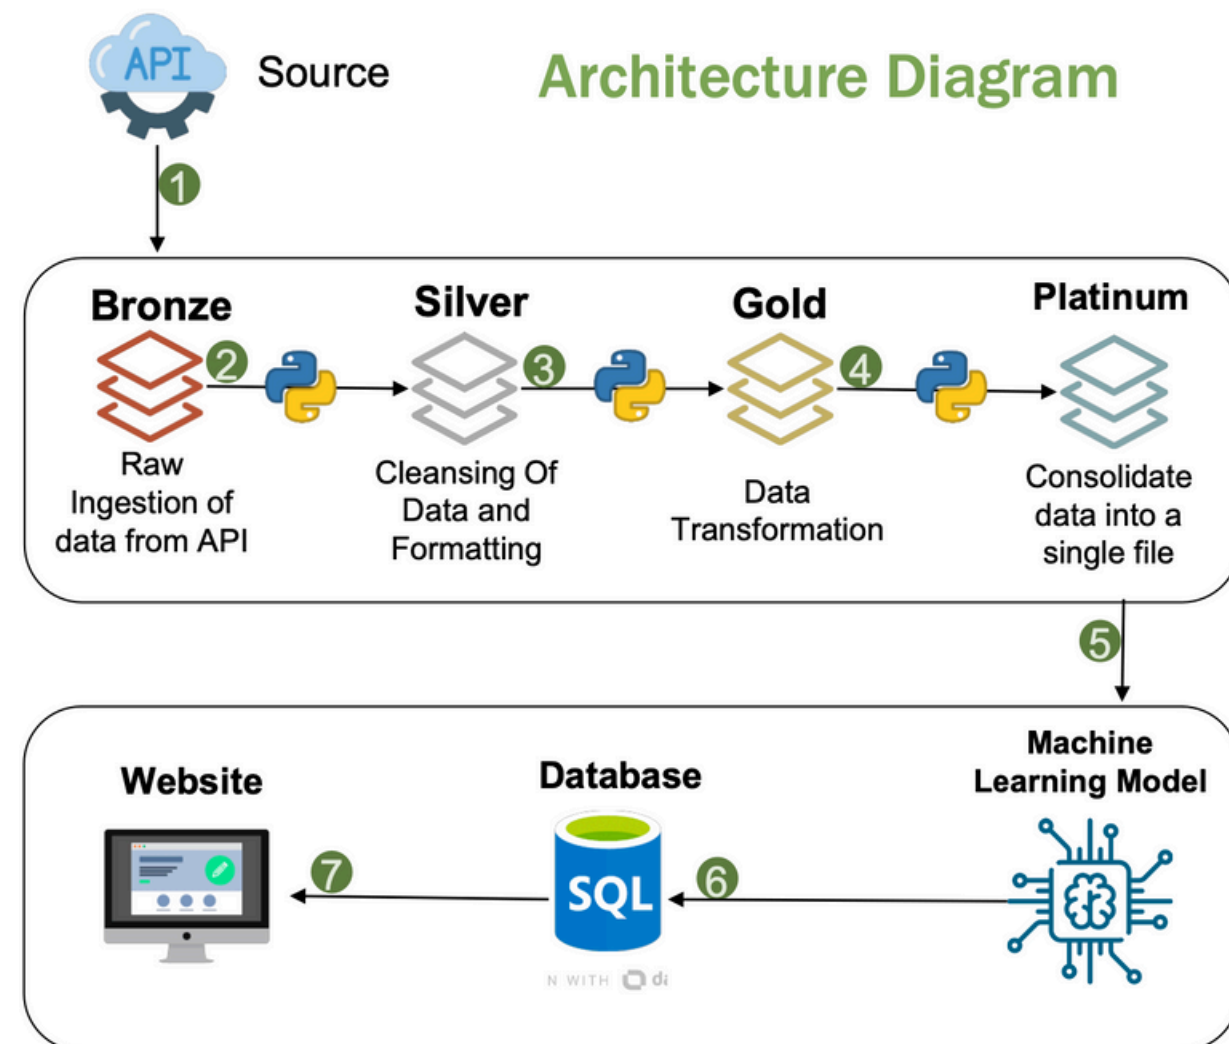 API
Source
Architecture Diagram
1
Bronze
Silver
Gold
Platinum
2
3
4
Raw
Ingestion of
data from API
Cleansing Of
Data and
Formatting
Data
Transformation
Consolidate
data into a
single file
5
Website
Database
Machine
Learning Model
7
SQL
6
N WITH